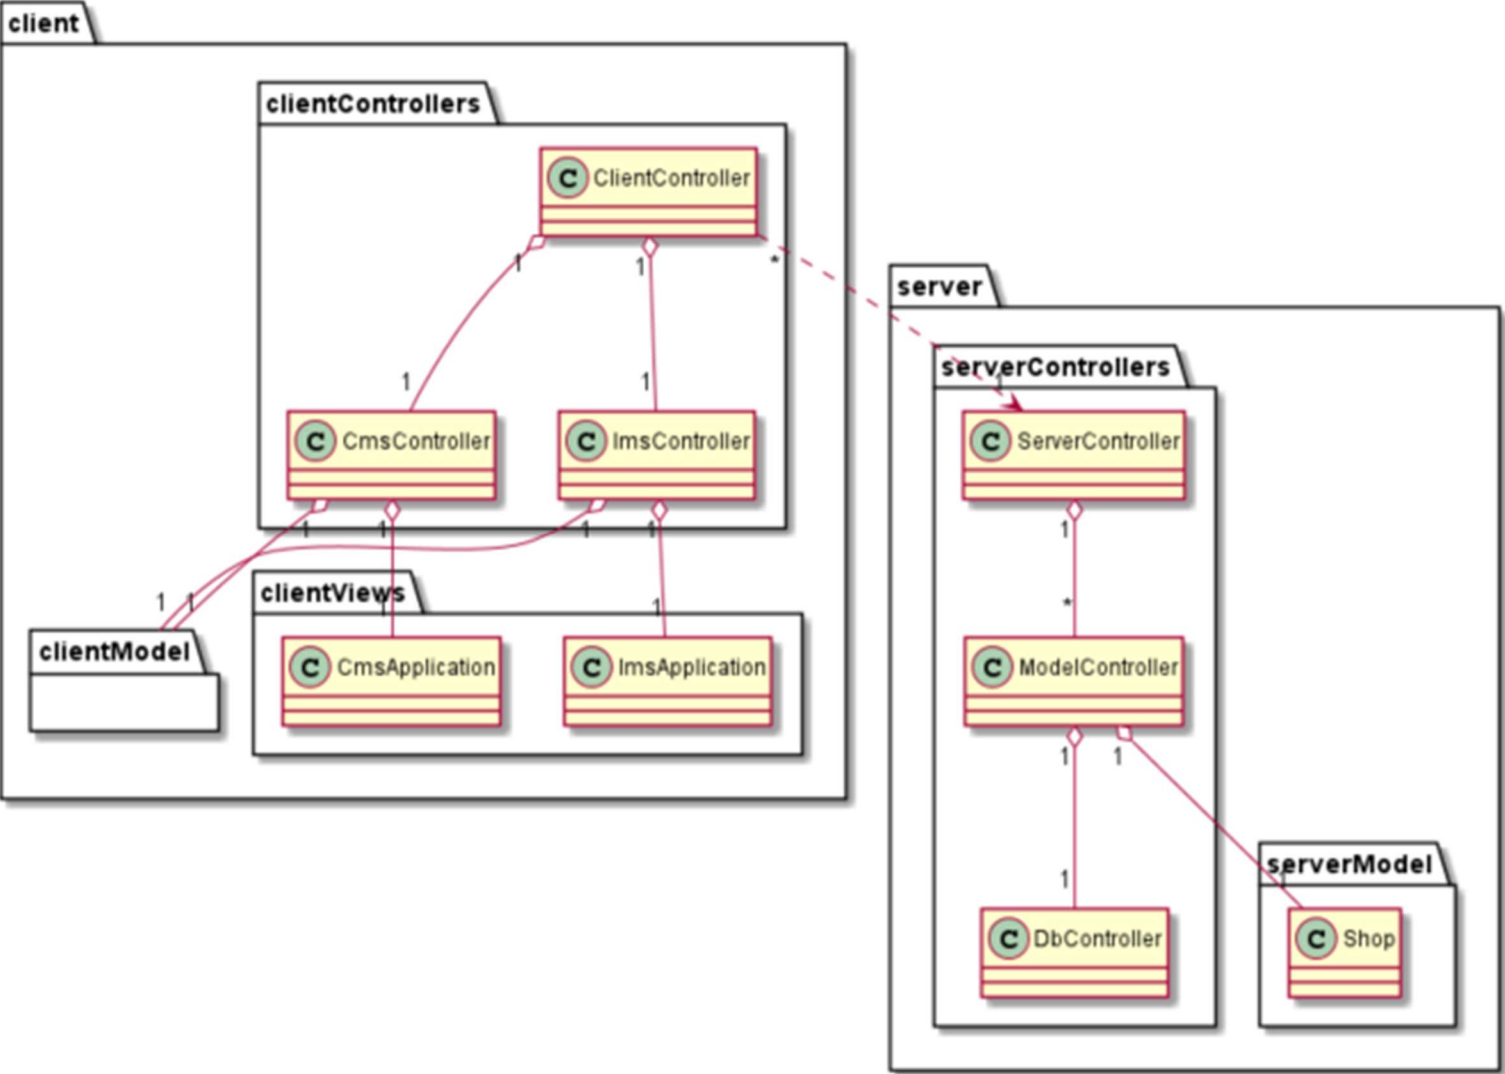 client
clientControllers
C ClientController
1
1
*
server
serverControllers
1
1
1
C CmsController
C ImsController
C ServerController
1
1
1
1
1
clientViews
1
1
1
1
*
clientModel
C CmsApplication
C ImsApplication
C ModelController
1
1
1
serverModel
1
C DbController
C Shop